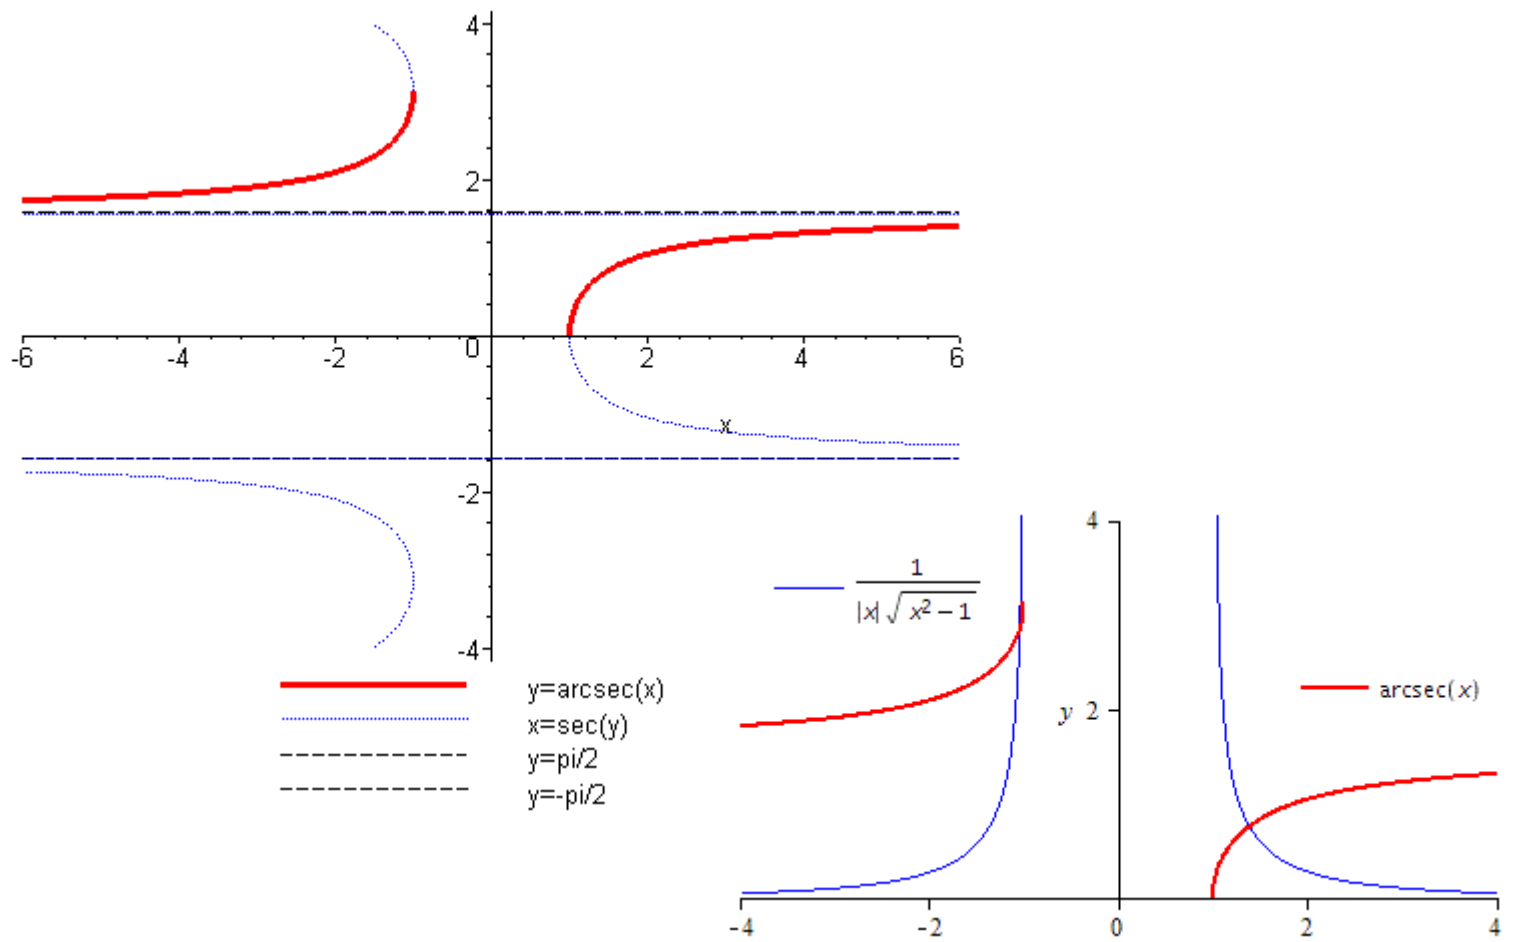 4
2
-6 -4 -2 0 2 4 6
x
-2
-4
y=arcsec(x)
x=sec(y)
y=pi/2
y=-pi/2
4
1
|x| √ x² − 1
arcsec(x)
y 2
-4 -2 0 2 4